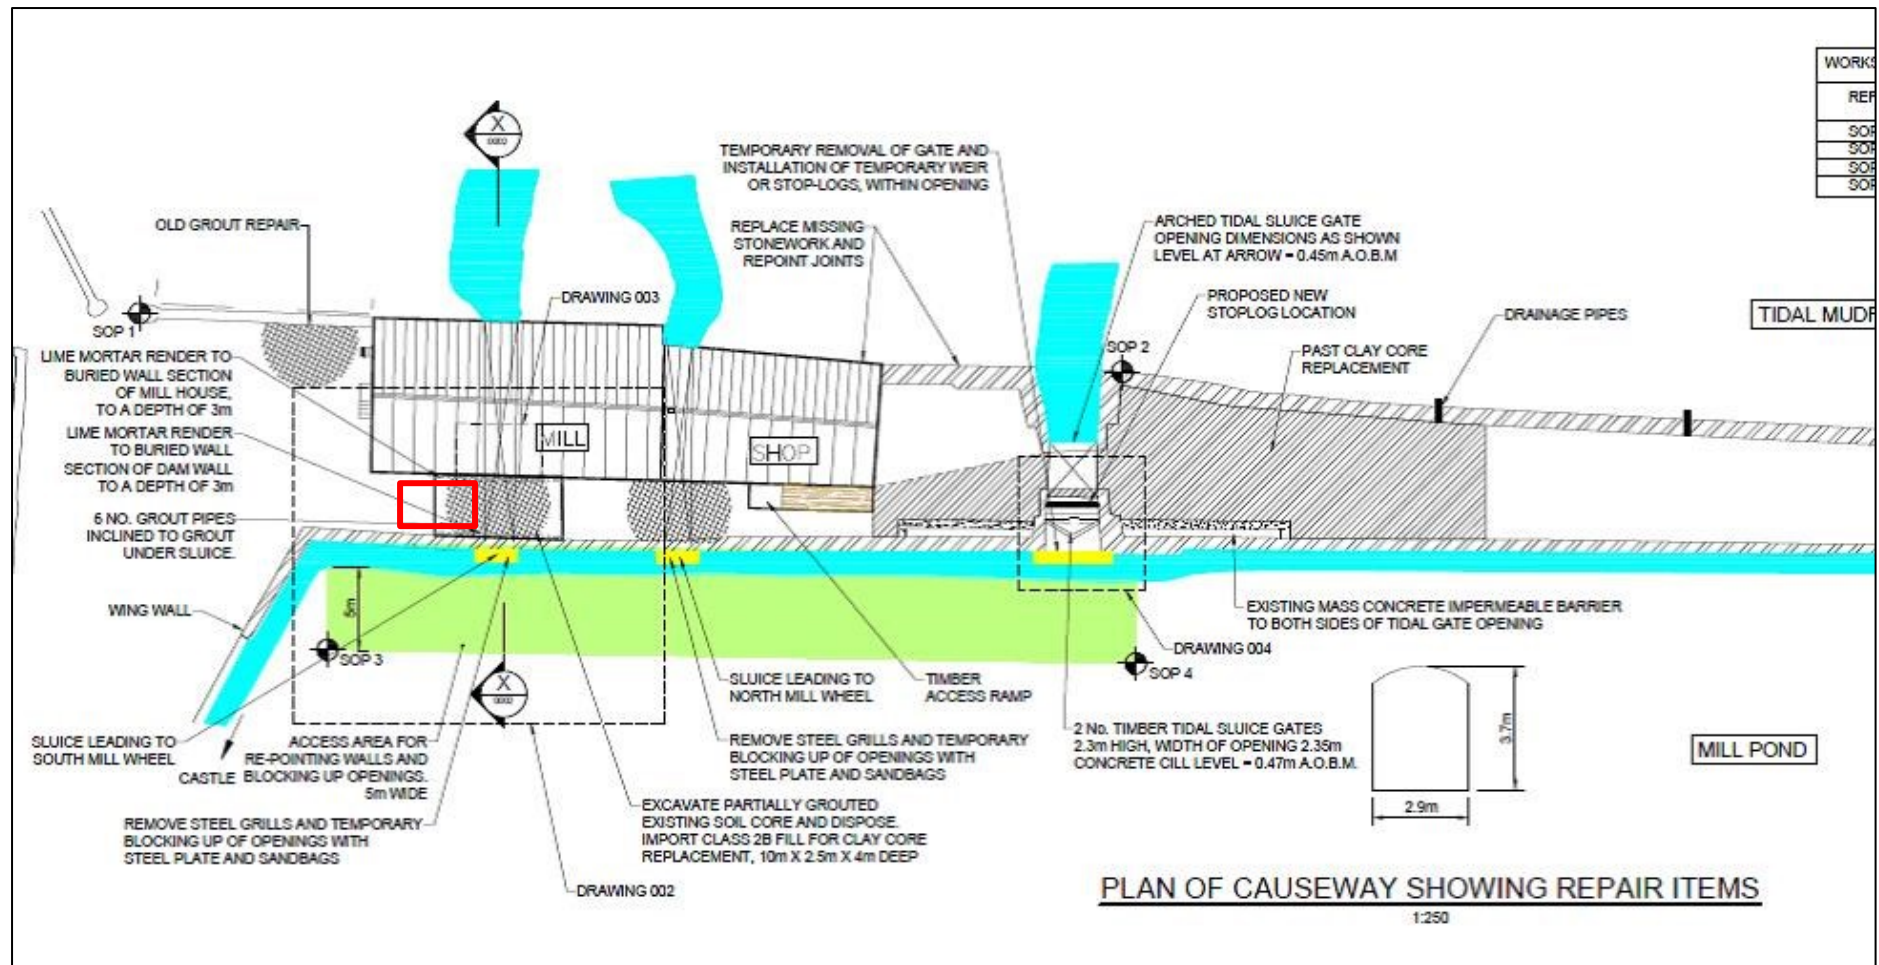 WORKS
REF
SOP
SOP
SOP
SOP
X
0002
TEMPORARY REMOVAL OF GATE AND
INSTALLATION OF TEMPORARY WEIR
OR STOP-LOGS, WITHIN OPENING
OLD GROUT REPAIR
REPLACE MISSING
STONEWORK AND
REPOINT JOINTS
ARCHED TIDAL SLUICE GATE
OPENING DIMENSIONS AS SHOWN
LEVEL AT ARROW = 0.45m A.O.B.M
DRAWING 003
PROPOSED NEW
STOPLOG LOCATION
DRAINAGE PIPES
TIDAL MUDF
SOP 1
SOP 2
PAST CLAY CORE
REPLACEMENT
LIME MORTAR RENDER TO
BURIED WALL SECTION
OF MILL HOUSE,
TO A DEPTH OF 3m
LIME MORTAR RENDER
TO BURIED WALL
SECTION OF DAM WALL
TO A DEPTH OF 3m
MILL
SHOP
6 NO. GROUT PIPES
INCLINED TO GROUT
UNDER SLUICE.
WING WALL
5m
EXISTING MASS CONCRETE IMPERMEABLE BARRIER
TO BOTH SIDES OF TIDAL GATE OPENING
SOP 3
DRAWING 004
SOP 4
X
0002
SLUICE LEADING TO
NORTH MILL WHEEL
TIMBER
ACCESS RAMP
SLUICE LEADING TO
SOUTH MILL WHEEL
CASTLE
ACCESS AREA FOR
RE-POINTING WALLS AND
BLOCKING UP OPENINGS.
5m WIDE
REMOVE STEEL GRILLS AND TEMPORARY
BLOCKING UP OF OPENINGS WITH
STEEL PLATE AND SANDBAGS
2 No. TIMBER TIDAL SLUICE GATES
2.3m HIGH, WIDTH OF OPENING 2.35m
CONCRETE CILL LEVEL = 0.47m A.O.B.M.
3.7m
2.9m
MILL POND
REMOVE STEEL GRILLS AND TEMPORARY
BLOCKING UP OF OPENINGS WITH
STEEL PLATE AND SANDBAGS
EXCAVATE PARTIALLY GROUTED
EXISTING SOIL CORE AND DISPOSE.
IMPORT CLASS 2B FILL FOR CLAY CORE
REPLACEMENT, 10m X 2.5m X 4m DEEP
DRAWING 002
PLAN OF CAUSEWAY SHOWING REPAIR ITEMS
1:250